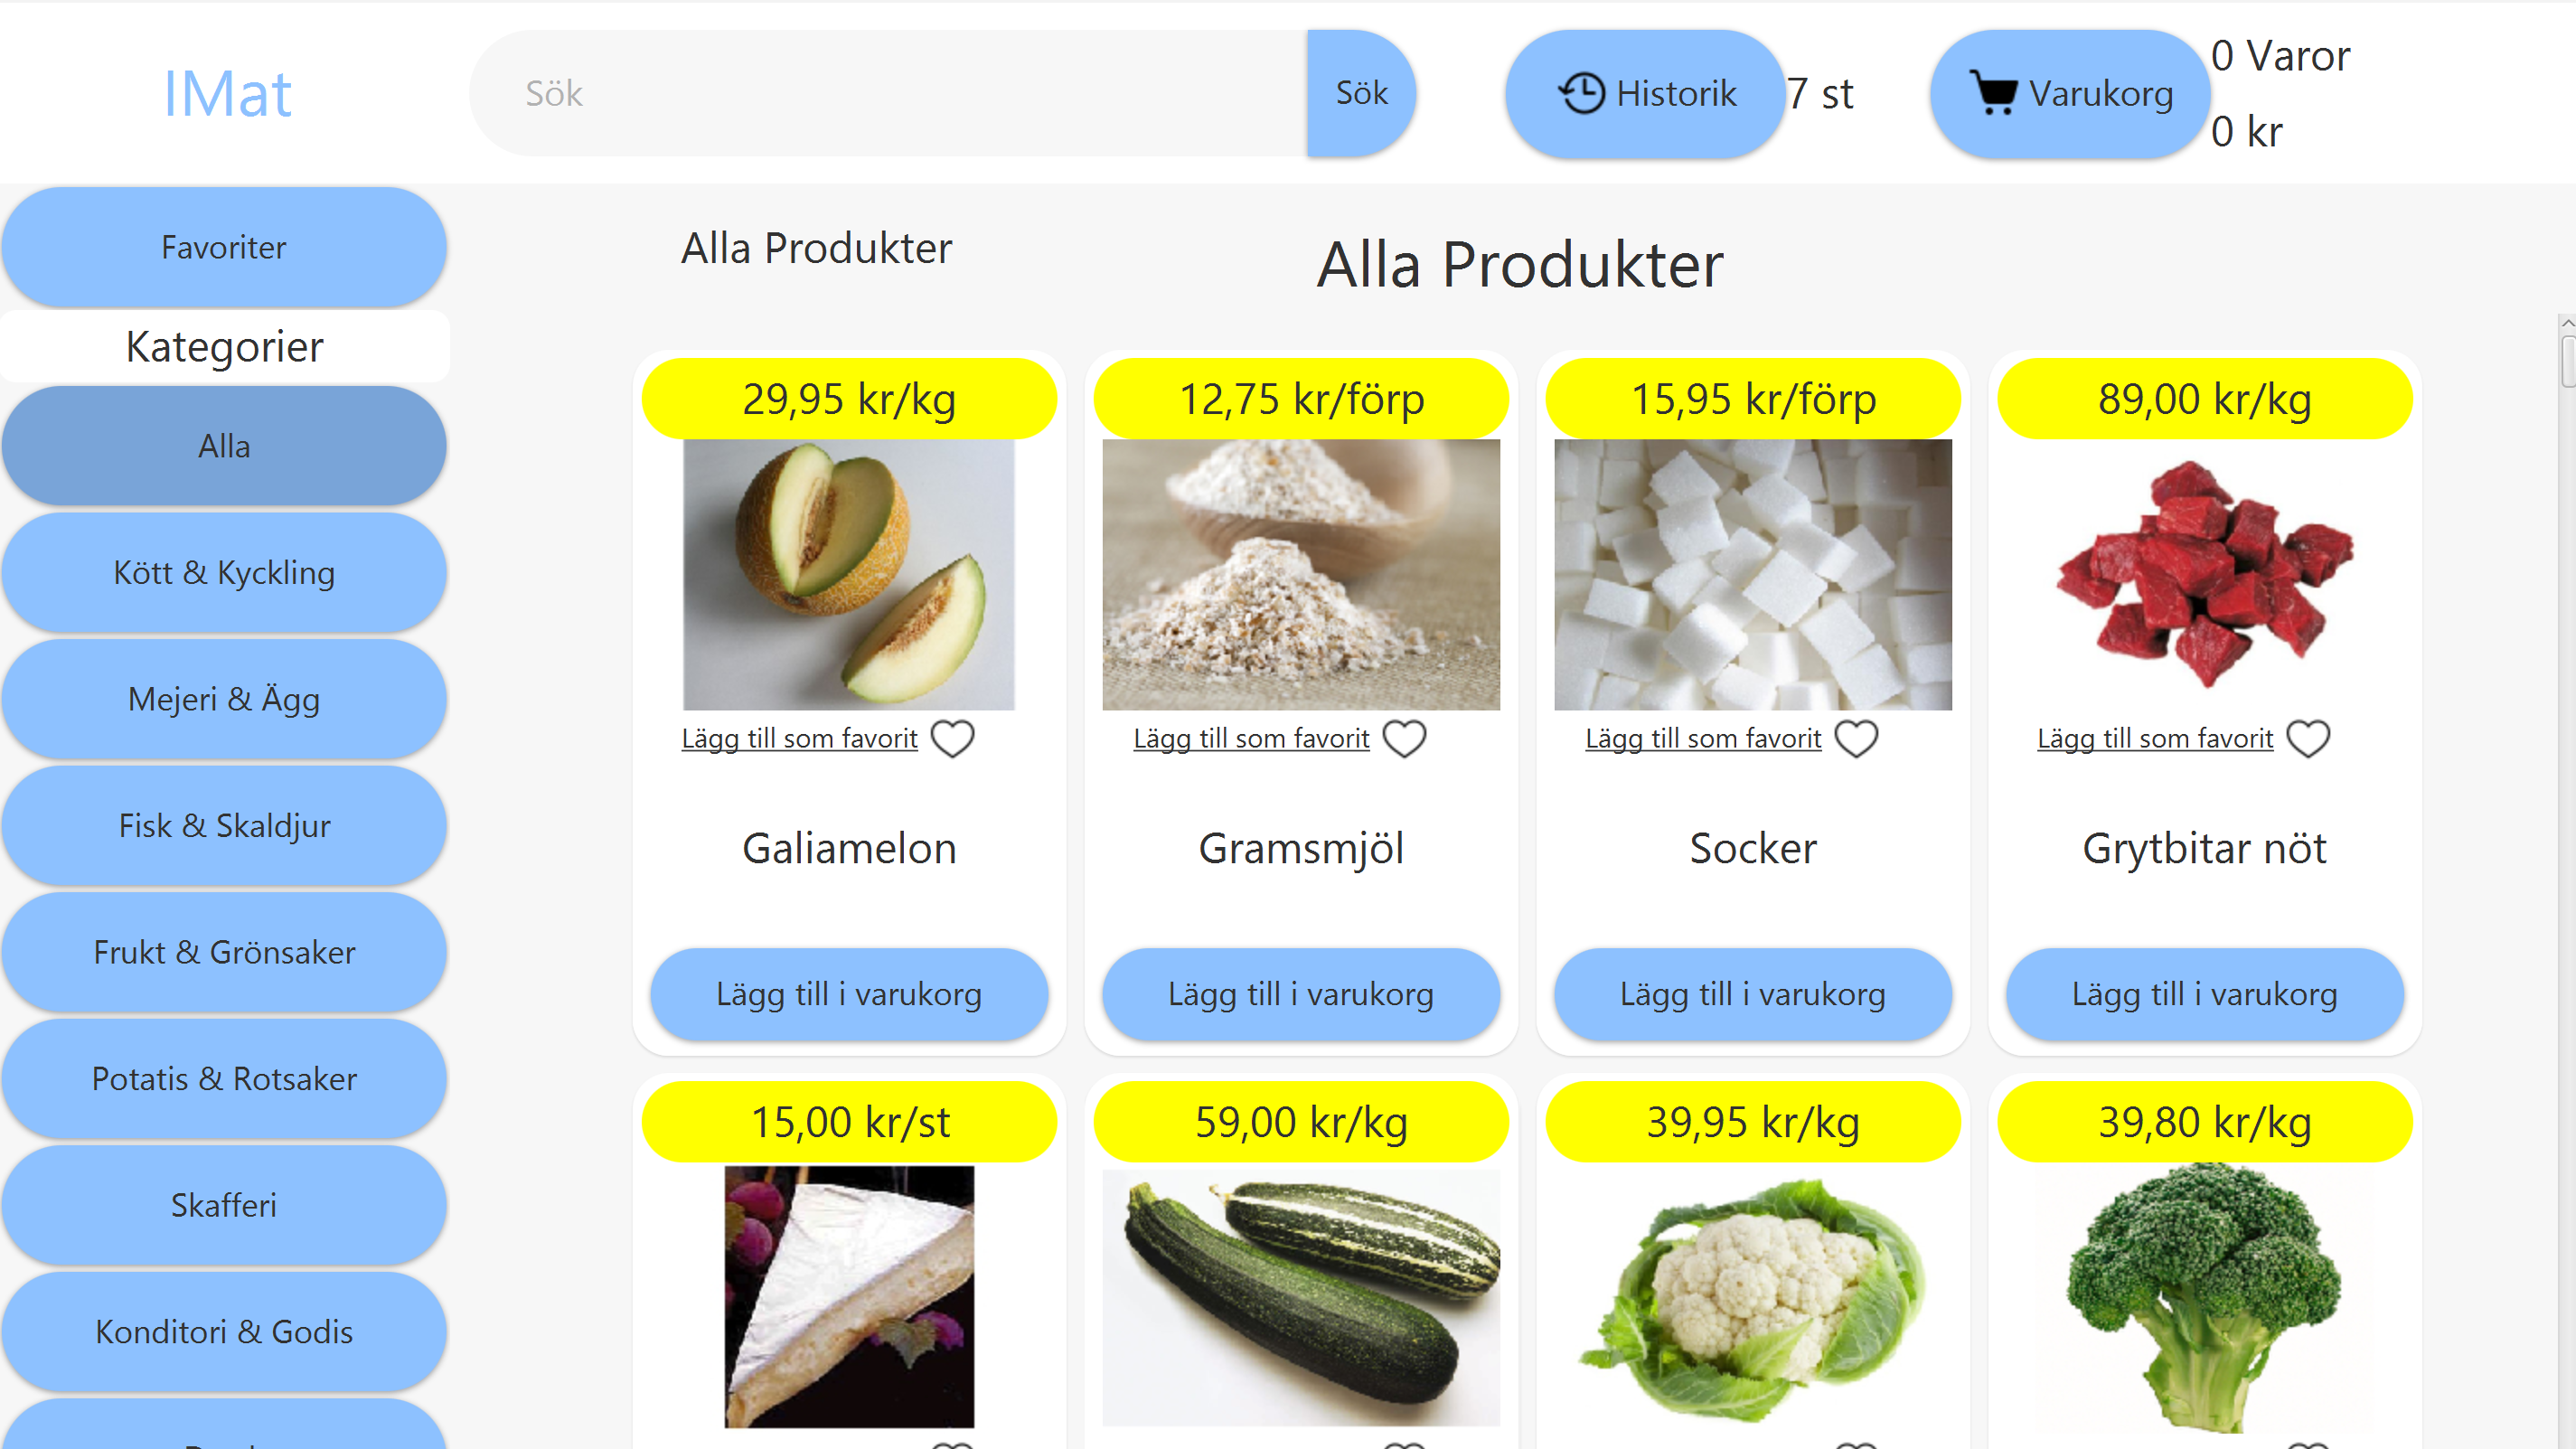 IMat
Sök
Sök
Historik
7 st
Varukorg
0 Varor
0 kr
Favoriter
Kategorier
Alla
Kött & Kyckling
Mejeri & Ägg
Fisk & Skaldjur
Frukt & Grönsaker
Potatis & Rotsaker
Skafferi
Konditori & Godis
Alla Produkter
Alla Produkter
29,95 kr/kg
Lägg till som favorit
Galiamelon
Lägg till i varukorg
12,75 kr/förp
Lägg till som favorit
Gramsmjöl
Lägg till i varukorg
15,95 kr/förp
Lägg till som favorit
Socker
Lägg till i varukorg
89,00 kr/kg
Lägg till som favorit
Grytbitar nöt
Lägg till i varukorg
15,00 kr/st
59,00 kr/kg
39,95 kr/kg
39,80 kr/kg